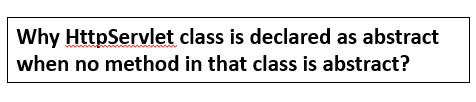 Why HttpServlet class is declared as abstract
when no method in that class is abstract?